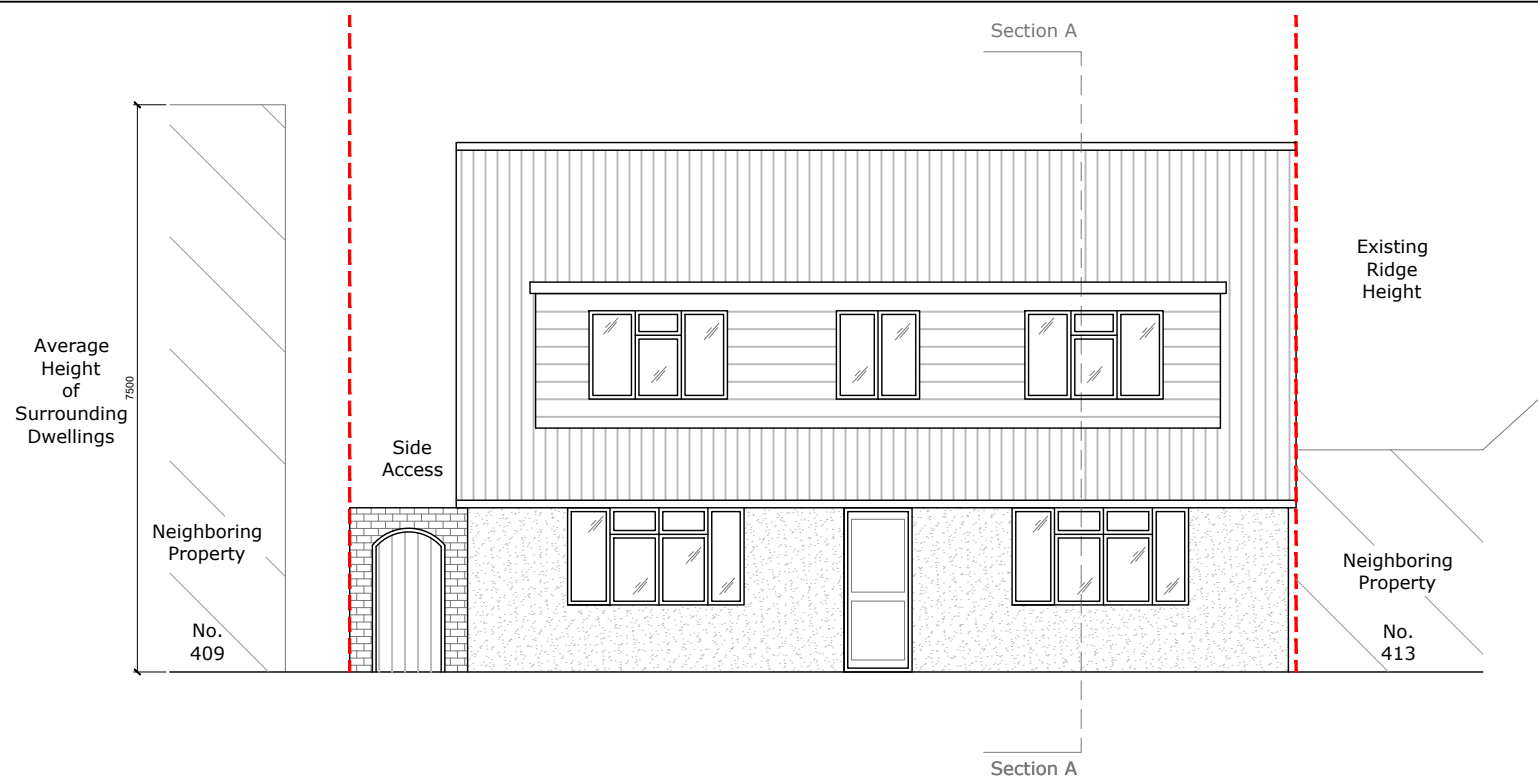 Section A
Existing
Ridge
Height
Average
Height
of
Surrounding
Dwellings
7500
Side
Access
Neighboring
Property
No.
409
Neighboring
Property
No.
413
Section A